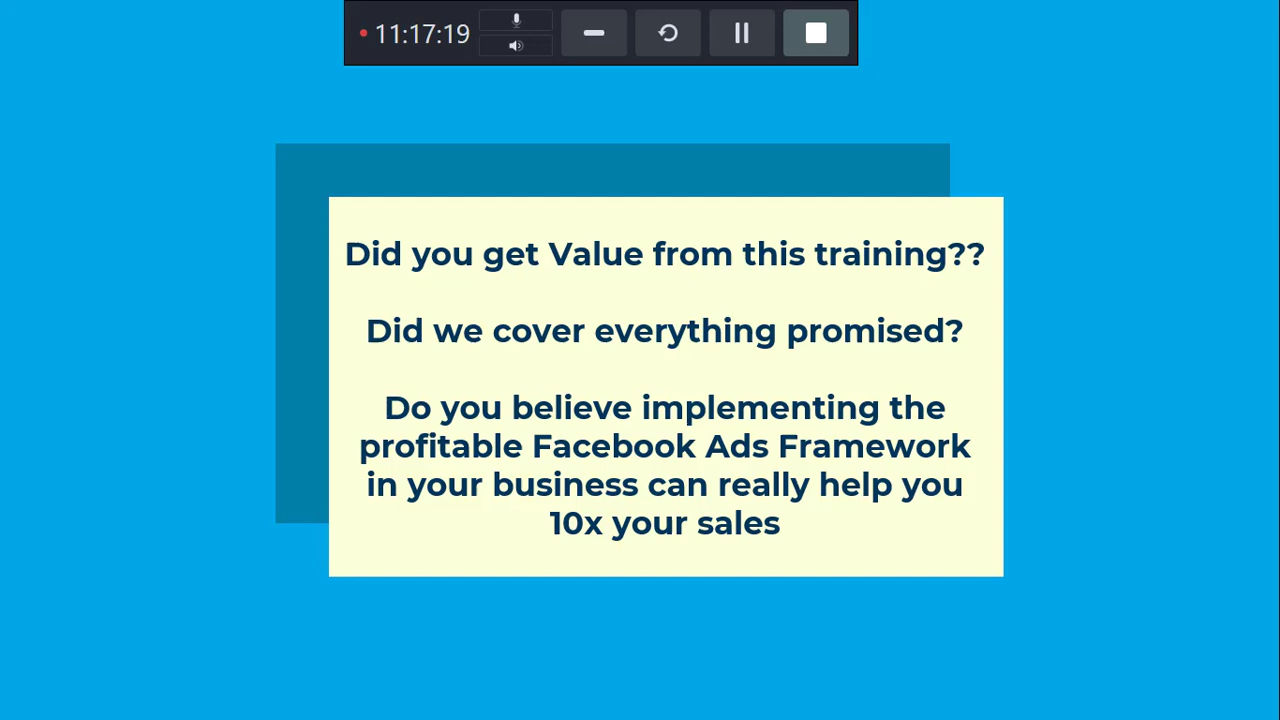 11:17:19
Did you get Value from this training??
Did we cover everything promised?
Do you believe implementing the
profitable Facebook Ads Framework
in your business can really help you
10x your sales